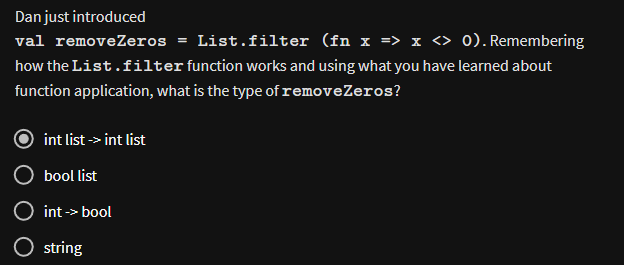 Dan just introduced
val removeZeros = List.filter (fn x => x <> 0). Remembering
how the List.filter function works and using what you have learned about
function application, what is the type of removeZeros?
int list -> int list
bool list
int -> bool
string